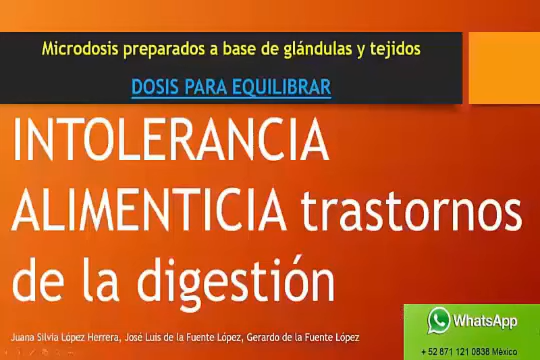 Microdosis preparados a base de glándulas y tejidos
DOSIS PARA EQUILIBRAR
INTOLERANCIA
ALIMENTICIA trastornos
de la digestión
Juana Silvia López Herrera, José Luis de la Fuente López, Gerardo de la Fuente López
WhatsApp
+ 52 871 121 0838 México